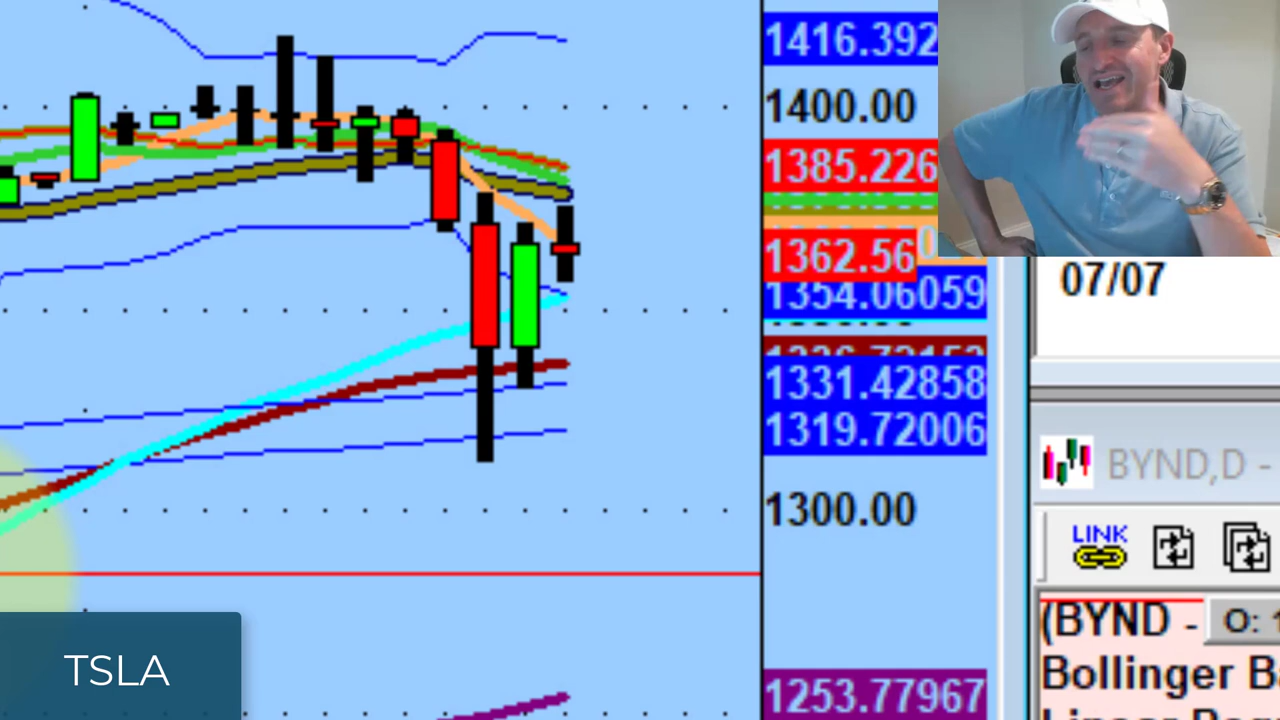 1416.392
1400.00
1385.226
1362.56
1354.06059
1331.42858
1319.72006
1300.00
1253.77967
TSLA
07/07
BYND,D -
LINK
(BYND -
O: 1
Bollinger Ba